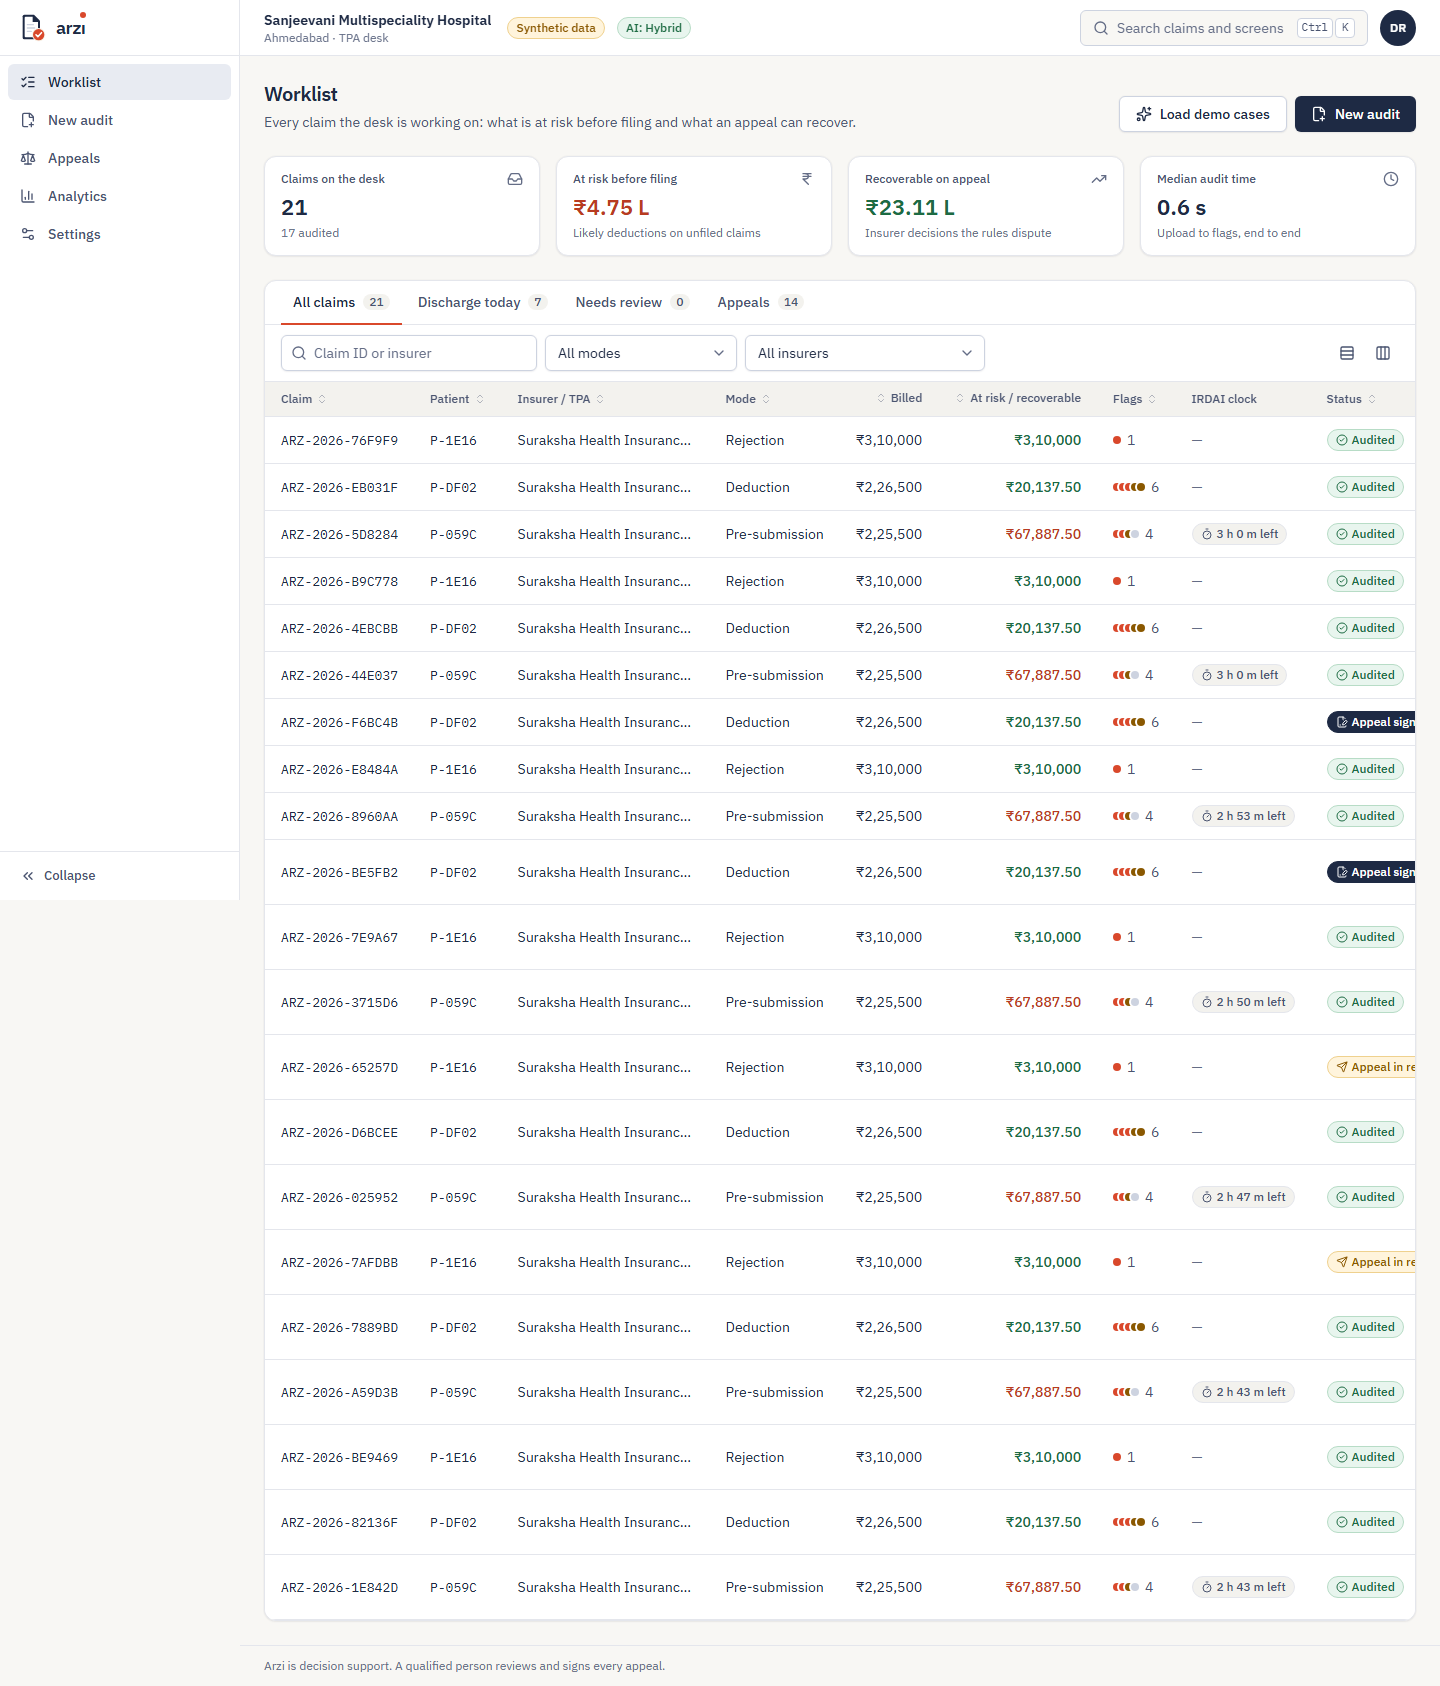 arzi
Sanjeevani Multispeciality Hospital
Ahmedabad · TPA desk
Synthetic data
AI: Hybrid
Search claims and screens
Ctrl K
DR
Worklist
New audit
Appeals
Analytics
Settings
Collapse
Worklist
Every claim the desk is working on: what is at risk before filing and what an appeal can recover.
Load demo cases
New audit
Claims on the desk
21
17 audited
At risk before filing
₹4.75 L
Likely deductions on unfiled claims
Recoverable on appeal
₹23.11 L
Insurer decisions the rules dispute
Median audit time
0.6 s
Upload to flags, end to end
All claims 21 Discharge today 7 Needs review 0 Appeals 14
Claim ID or insurer All modes All insurers
Claim Patient Insurer / TPA Mode Billed At risk / recoverable Flags IRDAI clock Status
ARZ-2026-76F9F9 P-1E16 Suraksha Health Insuranc... Rejection ₹3,10,000 ₹3,10,000 1 — Audited
ARZ-2026-EB031F P-DF02 Suraksha Health Insuranc... Deduction ₹2,26,500 ₹20,137.50 6 — Audited
ARZ-2026-5D8284 P-059C Suraksha Health Insuranc... Pre-submission ₹2,25,500 ₹67,887.50 4 3 h 0 m left Audited
ARZ-2026-B9C778 P-1E16 Suraksha Health Insuranc... Rejection ₹3,10,000 ₹3,10,000 1 — Audited
ARZ-2026-4EBCBB P-DF02 Suraksha Health Insuranc... Deduction ₹2,26,500 ₹20,137.50 6 — Audited
ARZ-2026-44E037 P-059C Suraksha Health Insuranc... Pre-submission ₹2,25,500 ₹67,887.50 4 3 h 0 m left Audited
ARZ-2026-F6BC4B P-DF02 Suraksha Health Insuranc... Deduction ₹2,26,500 ₹20,137.50 6 — Appeal sign
ARZ-2026-E8484A P-1E16 Suraksha Health Insuranc... Rejection ₹3,10,000 ₹3,10,000 1 — Audited
ARZ-2026-8960AA P-059C Suraksha Health Insuranc... Pre-submission ₹2,25,500 ₹67,887.50 4 2 h 53 m left Audited
ARZ-2026-BE5FB2 P-DF02 Suraksha Health Insuranc... Deduction ₹2,26,500 ₹20,137.50 6 — Appeal sign
ARZ-2026-7E9A67 P-1E16 Suraksha Health Insuranc... Rejection ₹3,10,000 ₹3,10,000 1 — Audited
ARZ-2026-3715D6 P-059C Suraksha Health Insuranc... Pre-submission ₹2,25,500 ₹67,887.50 4 2 h 50 m left Audited
ARZ-2026-65257D P-1E16 Suraksha Health Insuranc... Rejection ₹3,10,000 ₹3,10,000 1 — Appeal in re
ARZ-2026-D6BCEE P-DF02 Suraksha Health Insuranc... Deduction ₹2,26,500 ₹20,137.50 6 — Audited
ARZ-2026-025952 P-059C Suraksha Health Insuranc... Pre-submission ₹2,25,500 ₹67,887.50 4 2 h 47 m left Audited
ARZ-2026-7AFDBB P-1E16 Suraksha Health Insuranc... Rejection ₹3,10,000 ₹3,10,000 1 — Appeal in re
ARZ-2026-7889BD P-DF02 Suraksha Health Insuranc... Deduction ₹2,26,500 ₹20,137.50 6 — Audited
ARZ-2026-A59D3B P-059C Suraksha Health Insuranc... Pre-submission ₹2,25,500 ₹67,887.50 4 2 h 43 m left Audited
ARZ-2026-BE9469 P-1E16 Suraksha Health Insuranc... Rejection ₹3,10,000 ₹3,10,000 1 — Audited
ARZ-2026-82136F P-DF02 Suraksha Health Insuranc... Deduction ₹2,26,500 ₹20,137.50 6 — Audited
ARZ-2026-1E842D P-059C Suraksha Health Insuranc... Pre-submission ₹2,25,500 ₹67,887.50 4 2 h 43 m left Audited
Arzi is decision support. A qualified person reviews and signs every appeal.